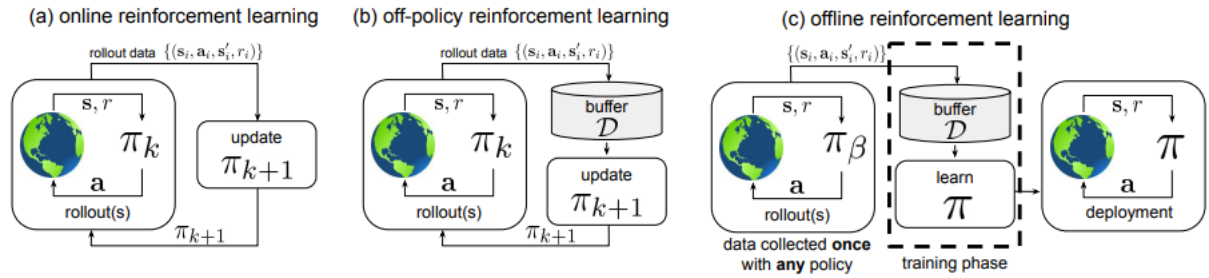 (a) online reinforcement learning
rollout data {(s_i, a_i, s'_i, r_i)}
s, r
π_k
a
rollout(s)
update
π_{k+1}
π_{k+1}
(b) off-policy reinforcement learning
rollout data {(s_i, a_i, s'_i, r_i)}
s, r
π_k
a
rollout(s)
buffer
D
update
π_{k+1}
π_{k+1}
(c) offline reinforcement learning
{(s_i, a_i, s'_i, r_i)}
s, r
π_β
a
rollout(s)
data collected once
with any policy
buffer
D
learn
π
training phase
s, r
π
a
deployment